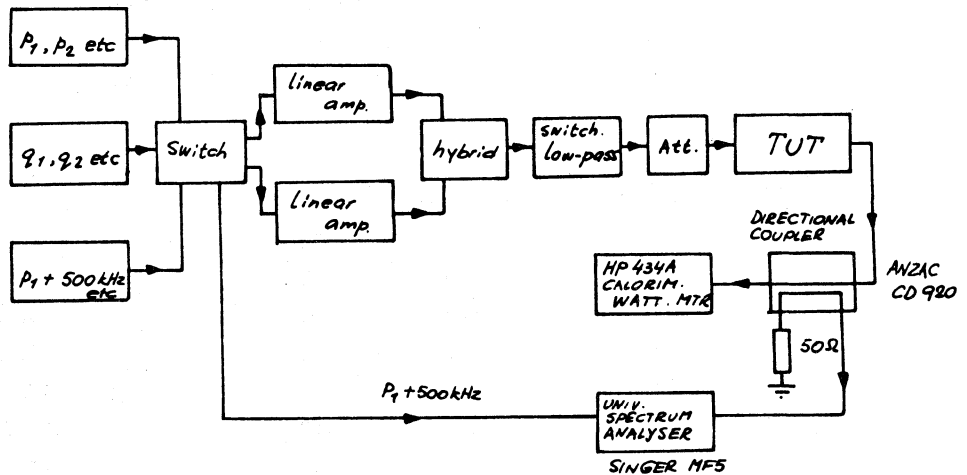 p1, p2 etc
q1, q2 etc
p1 + 500kHz
etc
Switch
linear
amp.
linear
amp.
hybrid
switch.
low-pass
Att.
TUT
DIRECTIONAL
COUPLER
ANZAC
CD 920
HP 434A
CALORIM.
WATT. MTR
50Ω
P1 + 500kHz
UNIV.
SPECTRUM
ANALYSER
SINGER MF5